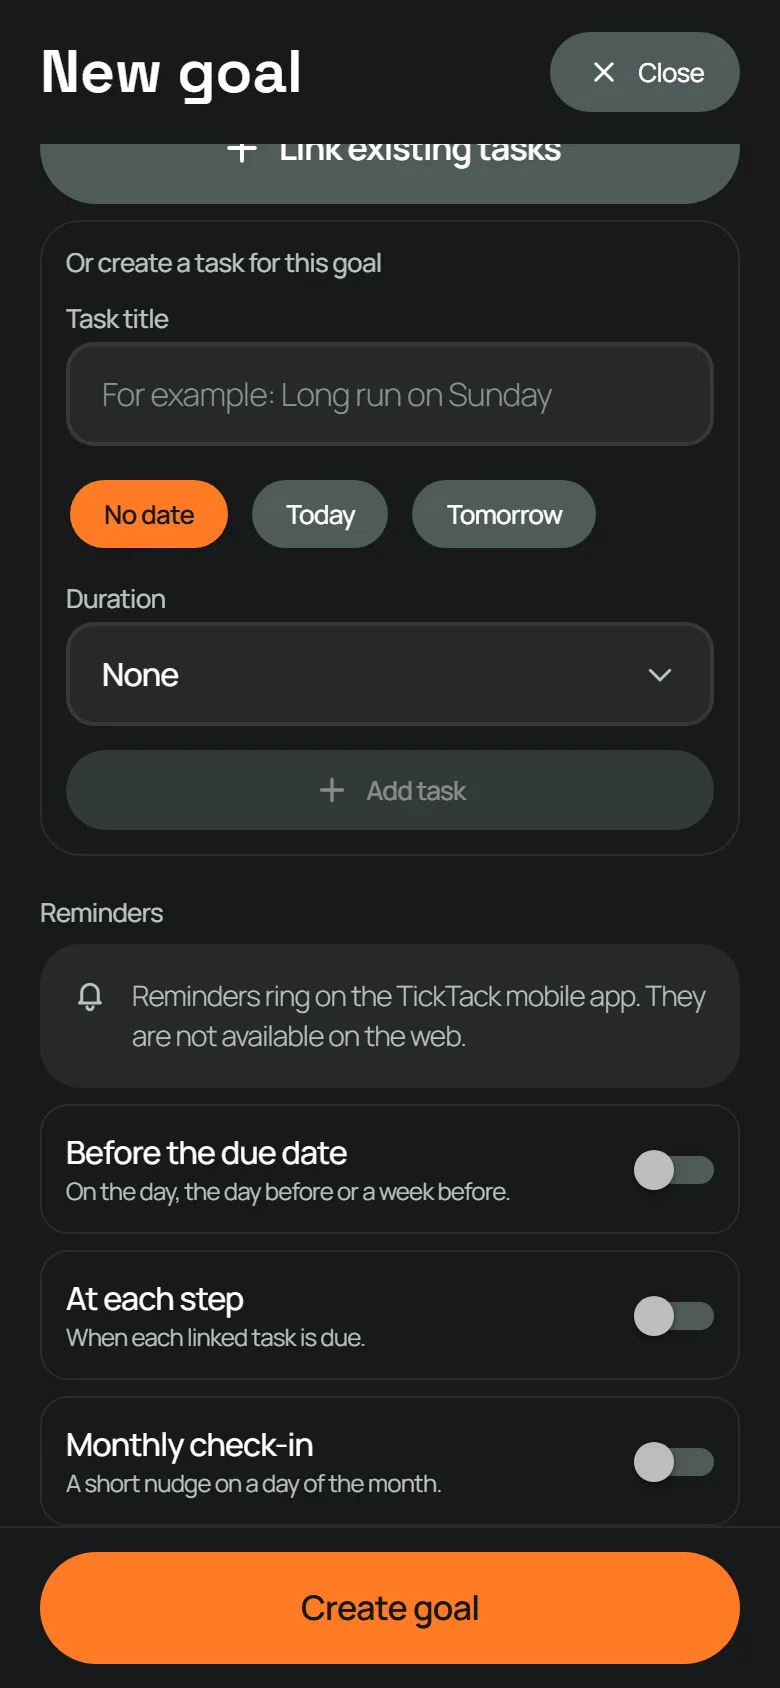 New goal
Close
Link existing tasks
Or create a task for this goal
Task title
For example: Long run on Sunday
No date
Today
Tomorrow
Duration
None
Add task
Reminders
Reminders ring on the TickTack mobile app. They
are not available on the web.
Before the due date
On the day, the day before or a week before.
At each step
When each linked task is due.
Monthly check-in
A short nudge on a day of the month.
Create goal